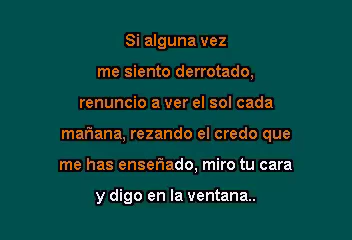 Si alguna vez
me siento derrotado,
renuncio a ver el sol cada
mañana, rezando el credo que
me has enseñado, miro tu cara
y digo en la ventana..